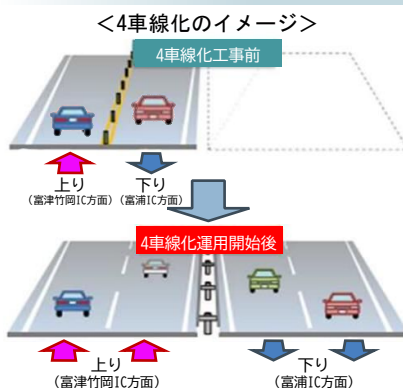 ＜4車線化のイメージ＞
4車線化工事前
上り
(富津竹岡IC方面)
下り
(富浦IC方面)
4車線化運用開始後
上り
(富津竹岡IC方面)
下り
(富浦IC方面)